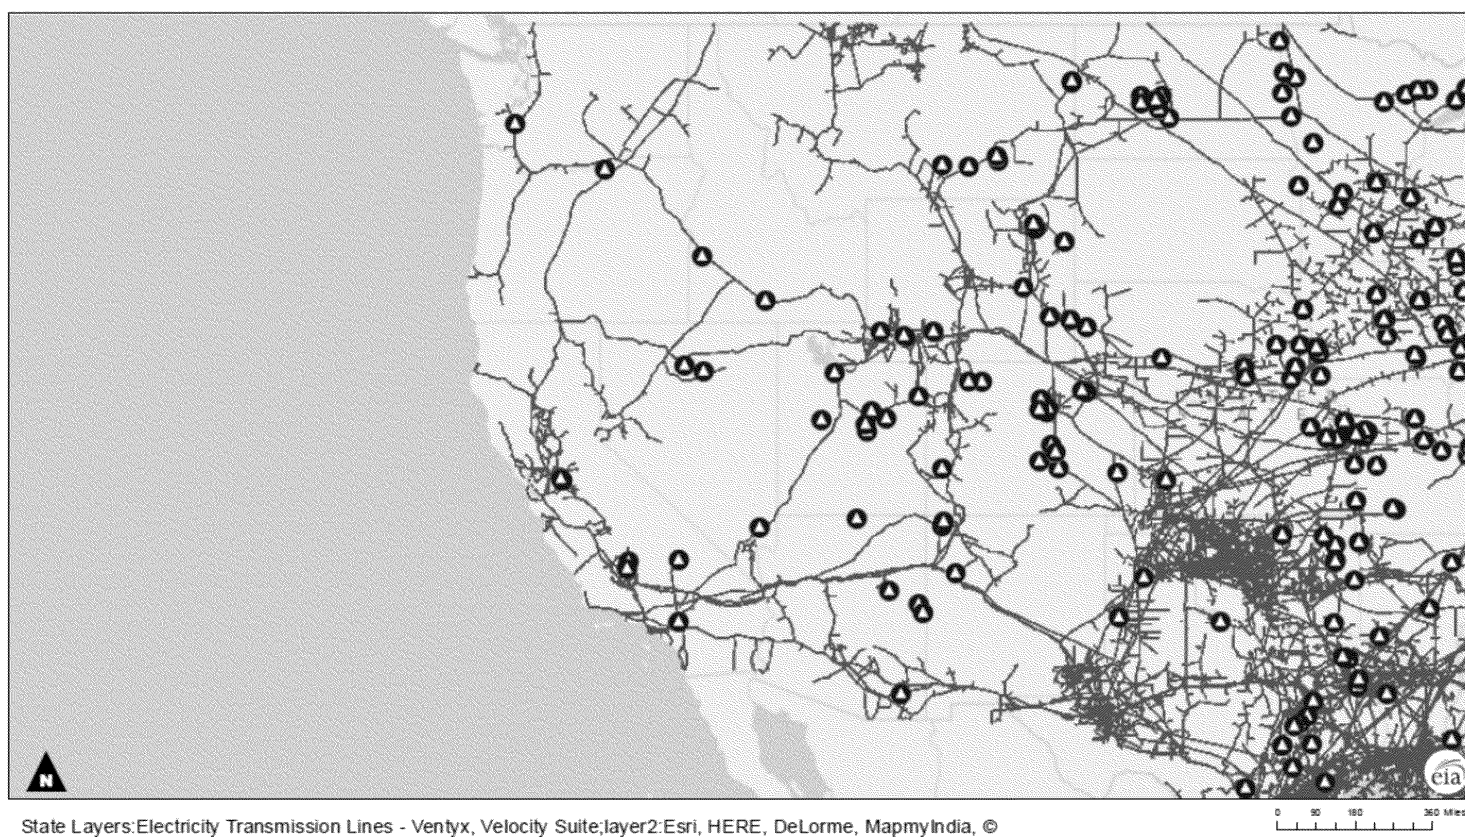 N
eia
State Layers:Electricity Transmission Lines - Ventyx, Velocity Suite;layer2:Esri, HERE, DeLorme, MapmyIndia, ©
0 90 180 360 Miles